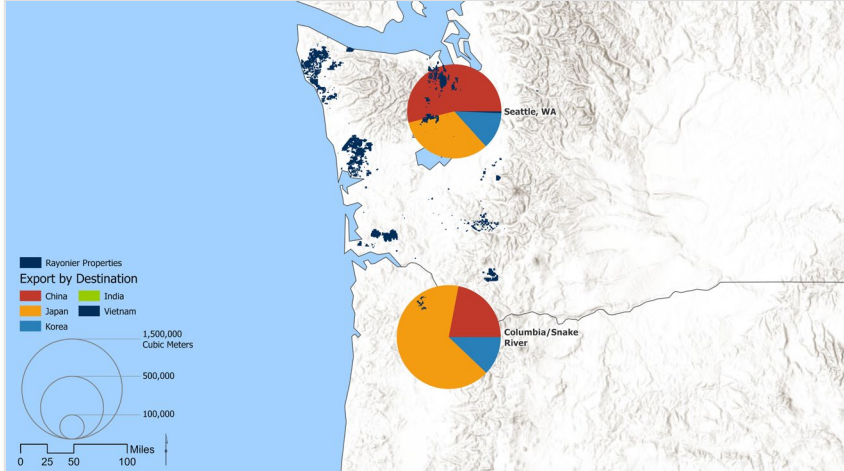 Seattle, WA
Rayonier Properties
Export by Destination
China
India
Japan
Vietnam
Korea
1,500,000
Cubic Meters
500,000
100,000
Miles
0 25 50 100
Columbia/Snake
River